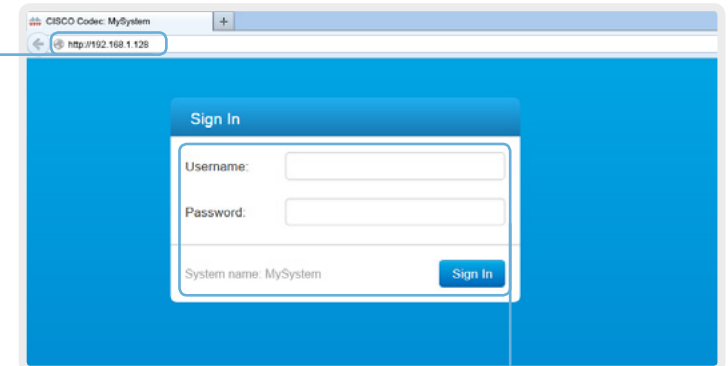 CISCO Codec: MySystem +
http://192.168.1.128
Sign In
Username:
Password:
System name: MySystem
Sign In